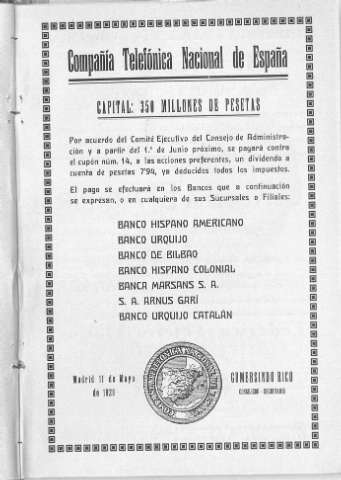 Compañía Telefónica Nacional de España
CAPITAL: 350 MILLONES DE PESETAS
Por acuerdo del Comité Ejecutivo del Consejo de Administra-
ción y a partir del 1.º de Junio próximo, se pagará contra
el cupón núm. 14, a las acciones preferentes, un dividendo a
cuenta de pesetas 7'94, ya deducidos todos los impuestos.
El pago se efectuará en los Bancos que a continuación
se expresan, o en cualquiera de sus Sucursales o Filiales:
BANCO HISPANO AMERICANO
BANCO URQUIJO
BANCO DE BILBAO
BANCO HISPANO COLONIAL
BANCA MARSANS S. A.
S. A. ARNUS GARÍ
BANCO URQUIJO CATALÁN
Madrid 11 de Mayo
de
GUMERSINDO RICO
CONSEJERO - SECRETARIO